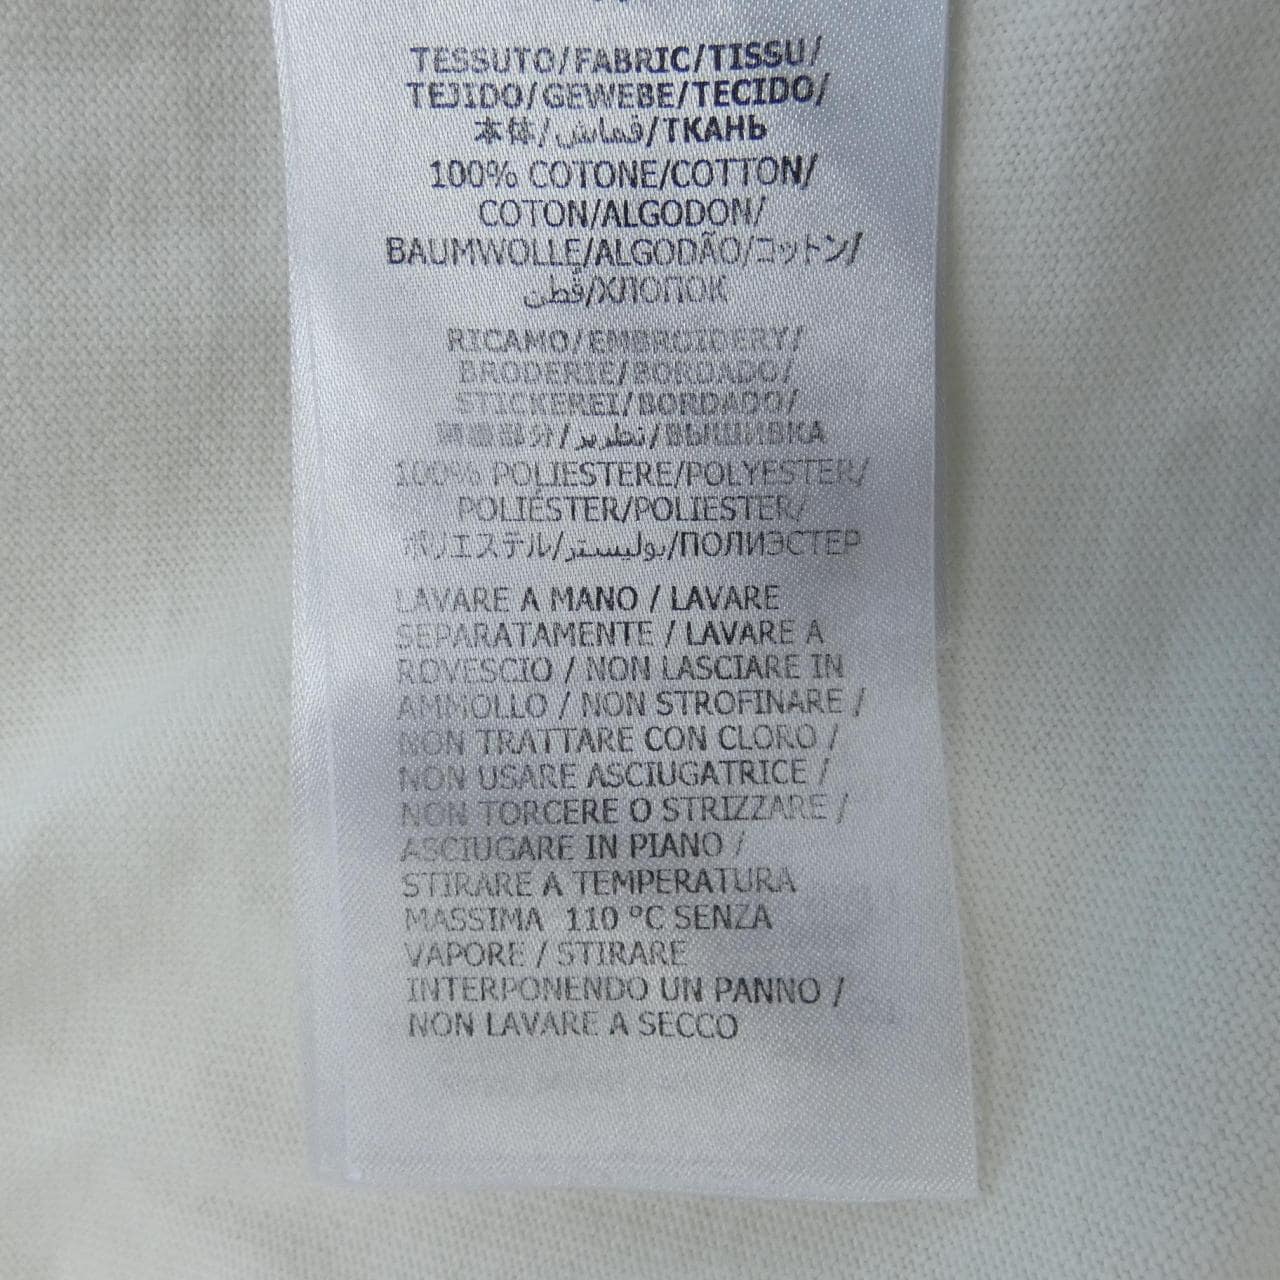 TESSUTO/FABRIC/TISSU/
TEJIDO/GEWEBE/TECIDO/
本体/قماش/ТКАНЬ
100% COTONE/COTTON/
COTON/ALGODON/
BAUMWOLLE/ALGODÃO/コットン/
قطن/ХЛОПОК
RICAMO/EMBROIDERY/
BRODERIE/BORDADO/
STICKEREI/BORDADO/
刺繍部分/تطريز/ВЫШИВКА
100% POLIESTERE/POLYESTER/
POLIÉSTER/POLIESTER/
ポリエステル/بوليستر/ПОЛИЭСТЕР
LAVARE A MANO / LAVARE
SEPARATAMENTE / LAVARE A
ROVESCIO / NON LASCIARE IN
AMMOLLO / NON STROFINARE /
NON TRATTARE CON CLORO /
NON USARE ASCIUGATRICE /
NON TORCERE O STRIZZARE /
ASCIUGARE IN PIANO /
STIRARE A TEMPERATURA
MASSIMA 110 °C SENZA
VAPORE / STIRARE
INTERPONENDO UN PANNO /
NON LAVARE A SECCO